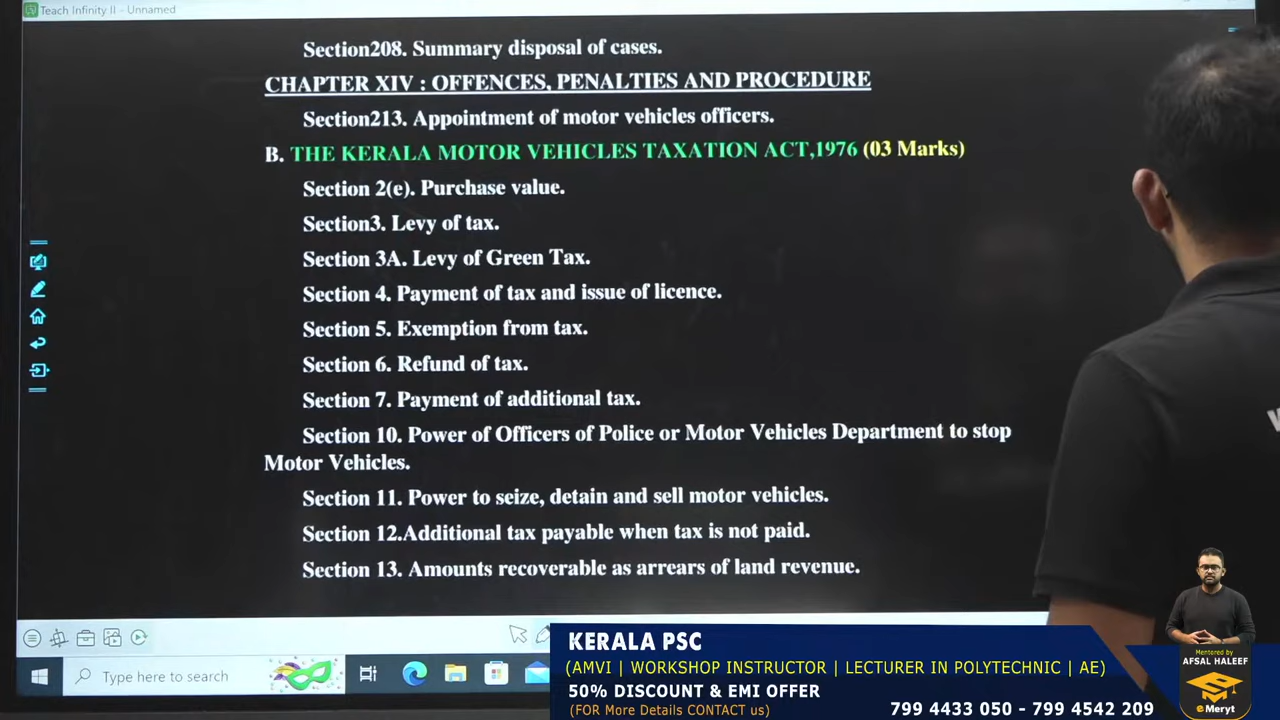 Teach Infinity II - Unnamed
Section208. Summary disposal of cases.
CHAPTER XIV : OFFENCES, PENALTIES AND PROCEDURE
Section213. Appointment of motor vehicles officers.
B. THE KERALA MOTOR VEHICLES TAXATION ACT,1976 (03 Marks)
Section 2(e). Purchase value.
Section3. Levy of tax.
Section 3A. Levy of Green Tax.
Section 4. Payment of tax and issue of licence.
Section 5. Exemption from tax.
Section 6. Refund of tax.
Section 7. Payment of additional tax.
Section 10. Power of Officers of Police or Motor Vehicles Department to stop
Motor Vehicles.
Section 11. Power to seize, detain and sell motor vehicles.
Section 12.Additional tax payable when tax is not paid.
Section 13. Amounts recoverable as arrears of land revenue.
Type here to search
KERALA PSC
(AMVI | WORKSHOP INSTRUCTOR | LECTURER IN POLYTECHNIC | AE)
50% DISCOUNT & EMI OFFER
(FOR More Details CONTACT us)
799 4433 050 - 799 4542 209
Mentored by
AFSAL HALEEF
eMeryt